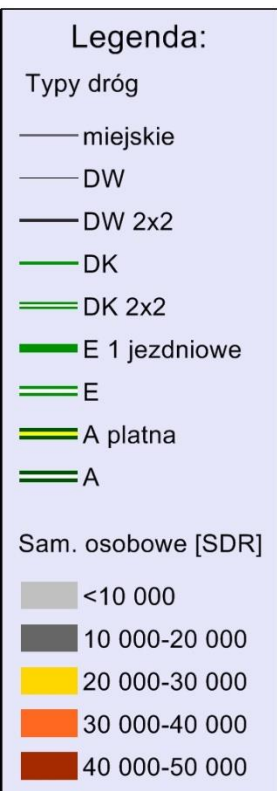 Legenda:
Typy dróg
miejskie
DW
DW 2x2
DK
DK 2x2
E 1 jezdniowe
E
A platna
A
Sam. osobowe [SDR]
<10 000
10 000-20 000
20 000-30 000
30 000-40 000
40 000-50 000